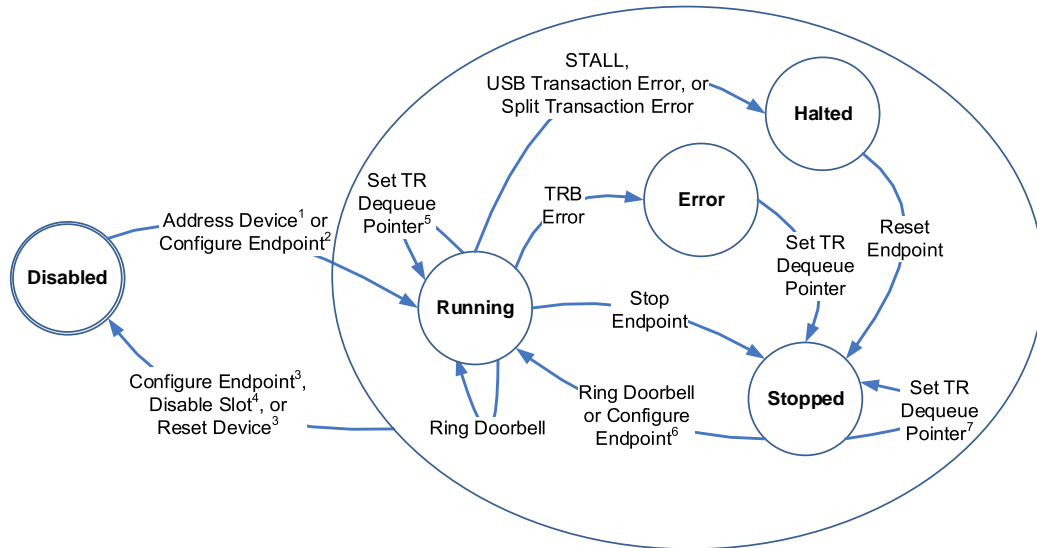 STALL,
USB Transaction Error, or
Split Transaction Error
Halted
Set TR
Dequeue
Pointer⁵
TRB
Error
Error
Address Device¹ or
Configure Endpoint²
Reset
Endpoint
Set TR
Dequeue
Pointer
Disabled
Running
Stop
Endpoint
Configure Endpoint³,
Disable Slot⁴, or
Reset Device³
Ring Doorbell
Ring Doorbell
or Configure
Endpoint⁶
Stopped
Set TR
Dequeue
Pointer⁷